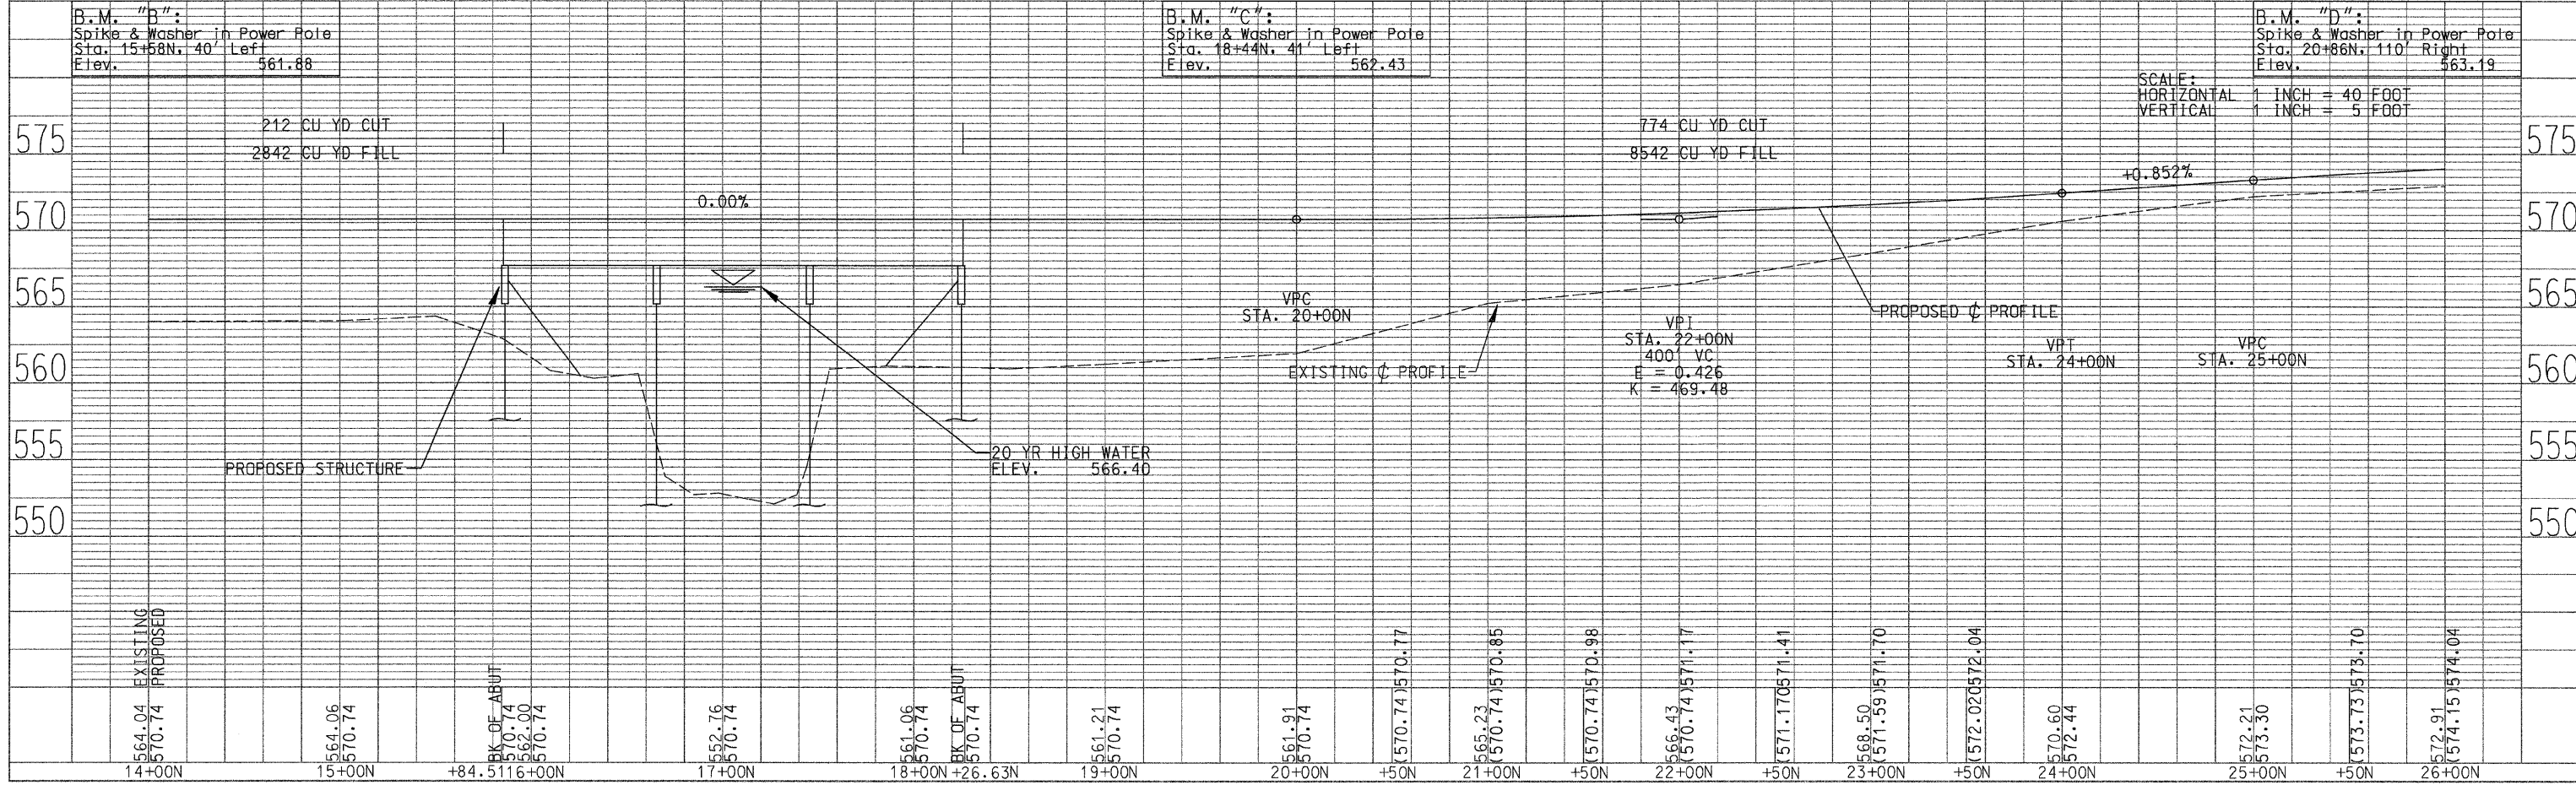 B.M. "B":
Spike & Washer in Power Pole
Sta. 15+58N, 40' Left
Elev. 561.88
B.M. "C":
Spike & Washer in Power Pole
Sta. 18+44N, 41' Left
Elev. 562.43
B.M. "D":
Spike & Washer in Power Pole
Sta. 20+86N, 110' Right
Elev. 563.19
SCALE:
HORIZONTAL 1 INCH = 40 FOOT
VERTICAL 1 INCH = 5 FOOT
212 CU YD CUT
2842 CU YD FILL
774 CU YD CUT
8542 CU YD FILL
575
570
565
560
555
550
575
570
565
560
555
550
0.00%
+0.852%
VPC
STA. 20+00N
VPI
STA. 22+00N
400' VC
E = 0.426
K = 469.48
PROPOSED ℄ PROFILE
VPT
STA. 24+00N
VPC
STA. 25+00N
EXISTING ℄ PROFILE
PROPOSED STRUCTURE
20 YR HIGH WATER
ELEV. 566.40
EXISTING
PROPOSED
564.04
570.74
564.06
570.74
BK OF ABUT
570.74
562.00
570.74
552.76
570.74
561.06
570.74
BK OF ABUT
570.74
561.21
570.74
561.91
570.74
(570.74)570.77
565.23
(570.74)570.85
(570.74)570.98
566.43
(570.74)571.17
(571.170571.41
568.50
(571.59)571.70
(572.020572.04
570.60
572.44
572.21
573.30
(573.73)573.70
572.91
(574.15)574.04
14+00N 15+00N +84.5116+00N 17+00N 18+00N +26.63N 19+00N 20+00N +50N 21+00N +50N 22+00N +50N 23+00N +50N 24+00N 25+00N +50N 26+00N